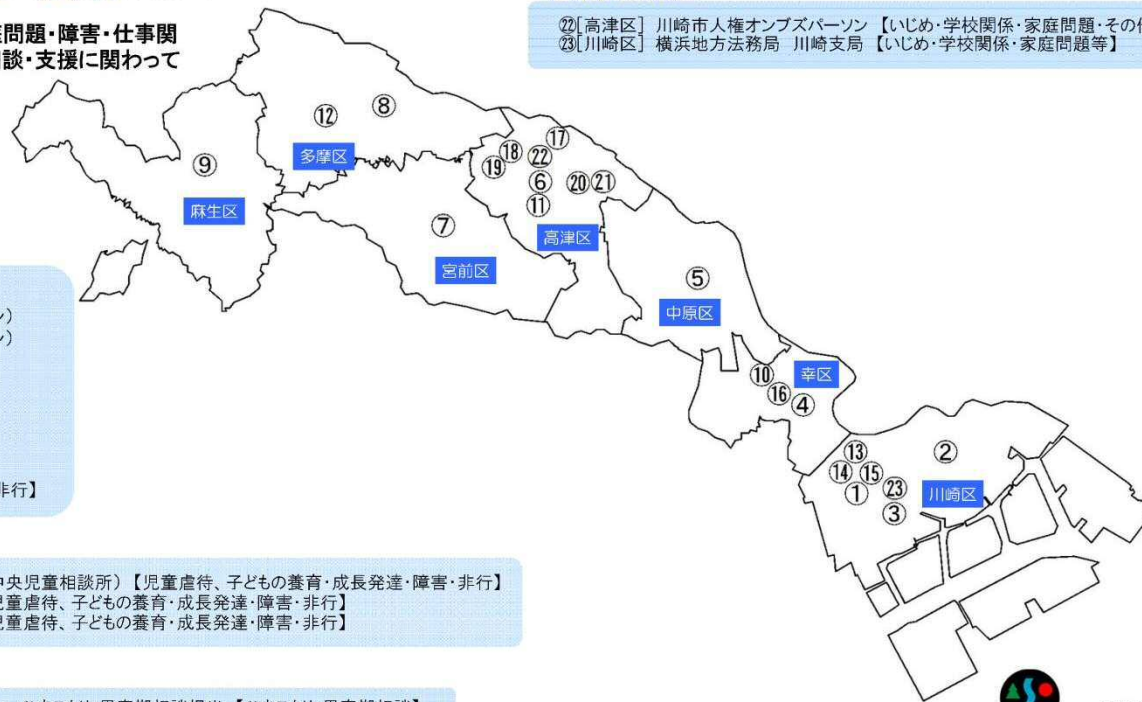 問題・障害・仕事関
談・支援に関わって
㉒[高津区] 川崎市人権オンブズパーソン 【いじめ・学校関係・家庭問題・その他
㉓[川崎区] 横浜地方法務局 川崎支局 【いじめ・学校関係・家庭問題等】
⑧
⑫
多摩区
⑰
⑱
㉒
⑲
⑨
⑥
⑳
㉑
⑪
麻生区
⑦
高津区
宮前区
⑤
中原区
⑩
幸区
⑯
④
⑬
②
⑭
⑮
①
㉓
川崎区
③
非行】
中央児童相談所) 【児童虐待、子どもの養育・成長発達・障害・非行】
児童虐待、子どもの養育・成長発達・障害・非行】
児童虐待、子どもの養育・成長発達・障害・非行】